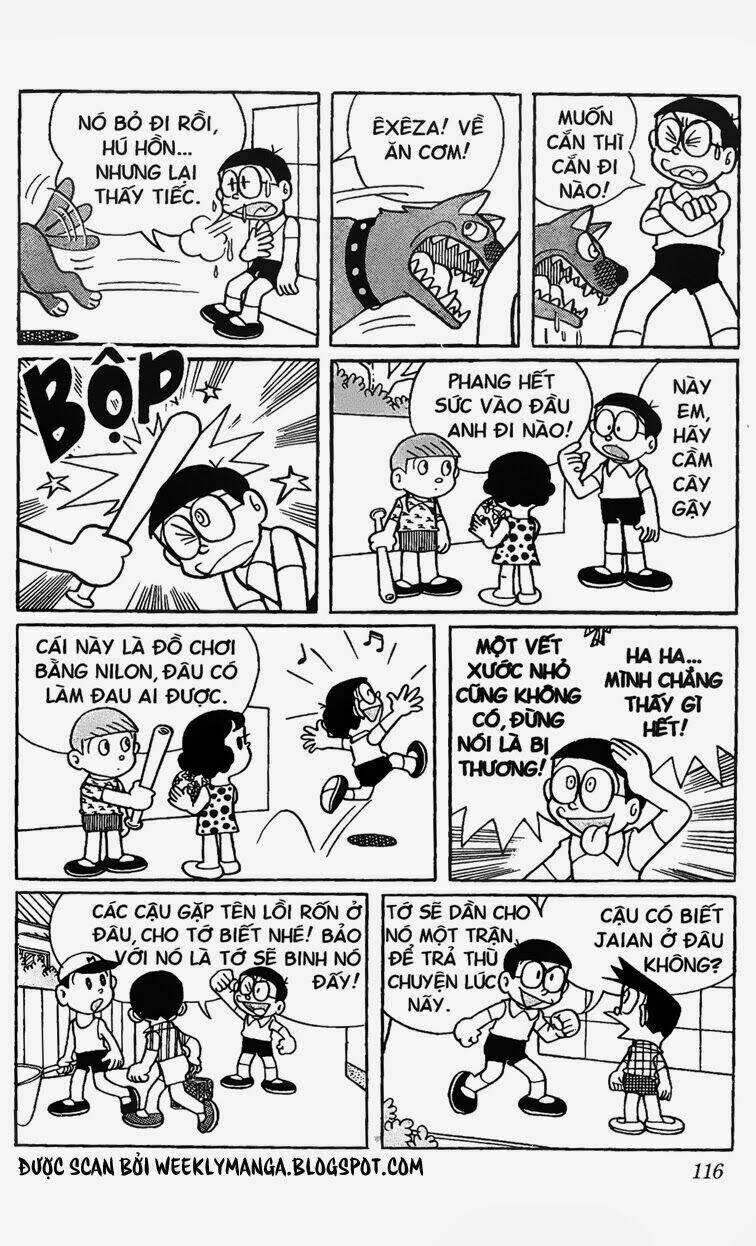 MUỐN
CẮN THÌ
CẮN ĐI
NÀO!
ÊXÊZA! VỀ
ĂN CƠM!
NÓ BỎ ĐI RỒI,
HÚ HỒN...
NHƯNG LẠI
THẤY TIẾC.
NÀY
EM,
HÃY
CẦM
CÂY
GẬY
PHANG HẾT
SỨC VÀO ĐẦU
ANH ĐI NÀO!
BỘP
HA HA...
MÌNH CHẲNG
THẤY GÌ
HẾT!
MỘT VẾT
XƯỚC NHỎ
CŨNG KHÔNG
CÓ, ĐỪNG
NÓI LÀ BỊ
THƯƠNG!
CÁI NÀY LÀ ĐỒ CHƠI
BẰNG NILON, ĐÂU CÓ
LÀM ĐAU AI ĐƯỢC.
CẬU CÓ BIẾT
JAIAN Ở ĐÂU
KHÔNG?
TỚ SẼ DẦN CHO
NÓ MỘT TRẬN
ĐỂ TRẢ THÙ
CHUYỆN LÚC
NÃY.
CÁC CẬU GẶP TÊN LỒI RỐN Ở
ĐÂU, CHO TỚ BIẾT NHÉ! BẢO
VỚI NÓ LÀ TỚ SẼ BINH NÓ
ĐẤY!
ĐƯỢC SCAN BỞI WEEKLYMANGA.BLOGSPOT.COM
116